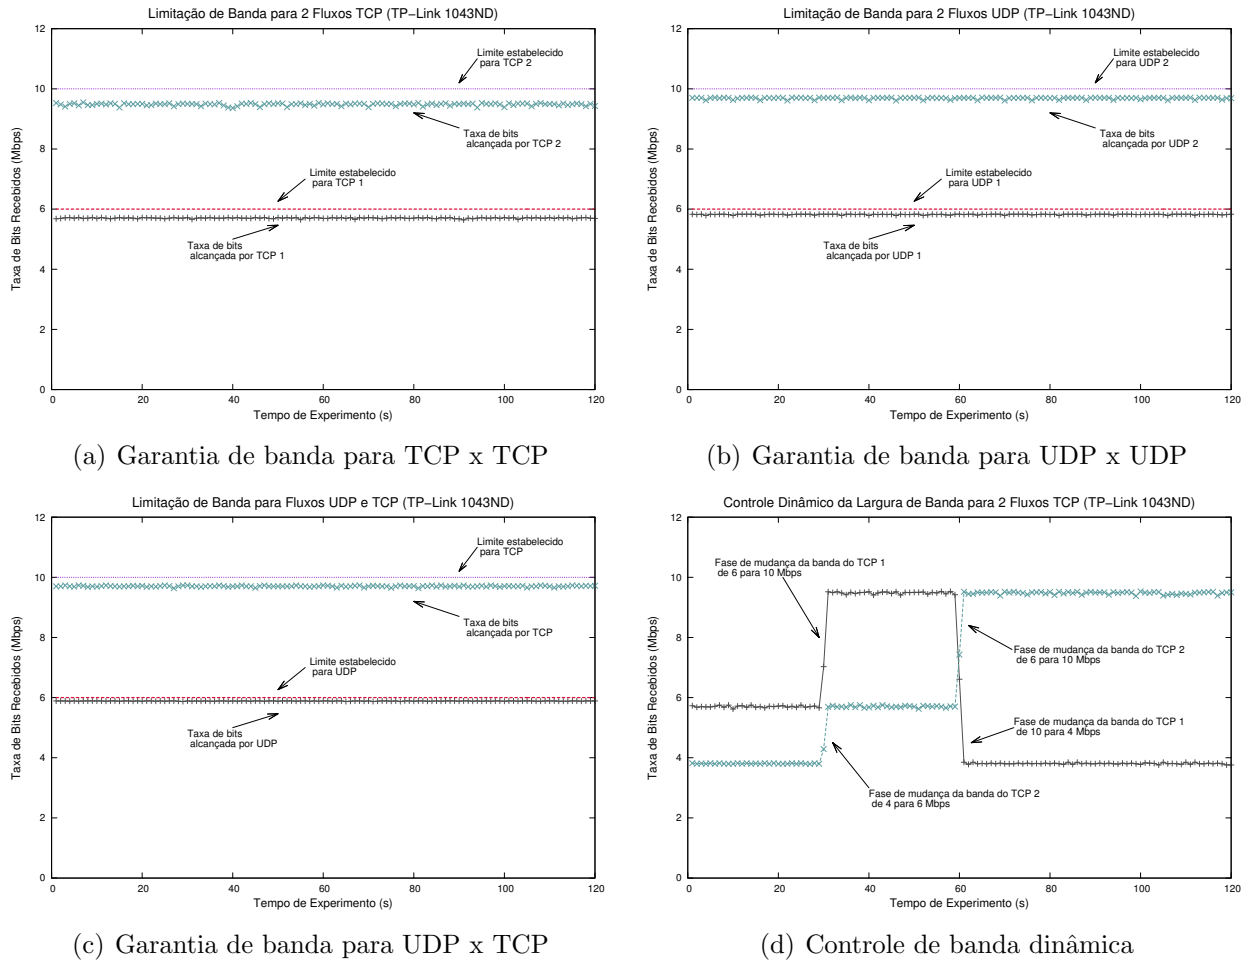 Limitação de Banda para 2 Fluxos TCP (TP−Link 1043ND)
12
10
8
6
4
2
0
0 20 40 60 80 100 120
Taxa de Bits Recebidos (Mbps)
Tempo de Experimento (s)
Limite estabelecido
para TCP 2
Taxa de bits
alcançada por TCP 2
Limite estabelecido
para TCP 1
Taxa de bits
alcançada por TCP 1
(a) Garantia de banda para TCP x TCP
Limitação de Banda para 2 Fluxos UDP (TP−Link 1043ND)
12
10
8
6
4
2
0
0 20 40 60 80 100 120
Taxa de Bits Recebidos (Mbps)
Tempo de Experimento (s)
Limite estabelecido
para UDP 2
Taxa de bits
alcançada por UDP 2
Limite estabelecido
para UDP 1
Taxa de bits
alcançada por UDP 1
(b) Garantia de banda para UDP x UDP
Limitação de Banda para Fluxos UDP e TCP (TP−Link 1043ND)
12
10
8
6
4
2
0
0 20 40 60 80 100 120
Taxa de Bits Recebidos (Mbps)
Tempo de Experimento (s)
Limite estabelecido
para TCP
Taxa de bits
alcançada por TCP
Limite estabelecido
para UDP
Taxa de bits
alcançada por UDP
(c) Garantia de banda para UDP x TCP
Controle Dinâmico da Largura de Banda para 2 Fluxos TCP (TP−Link 1043ND)
12
10
8
6
4
2
0
0 20 40 60 80 100 120
Taxa de Bits Recebidos (Mbps)
Tempo de Experimento (s)
Fase de mudança da banda do TCP 1
de 6 para 10 Mbps
Fase de mudança da banda do TCP 2
de 6 para 10 Mbps
Fase de mudança da banda do TCP 1
de 10 para 4 Mbps
Fase de mudança da banda do TCP 2
de 4 para 6 Mbps
(d) Controle de banda dinâmica